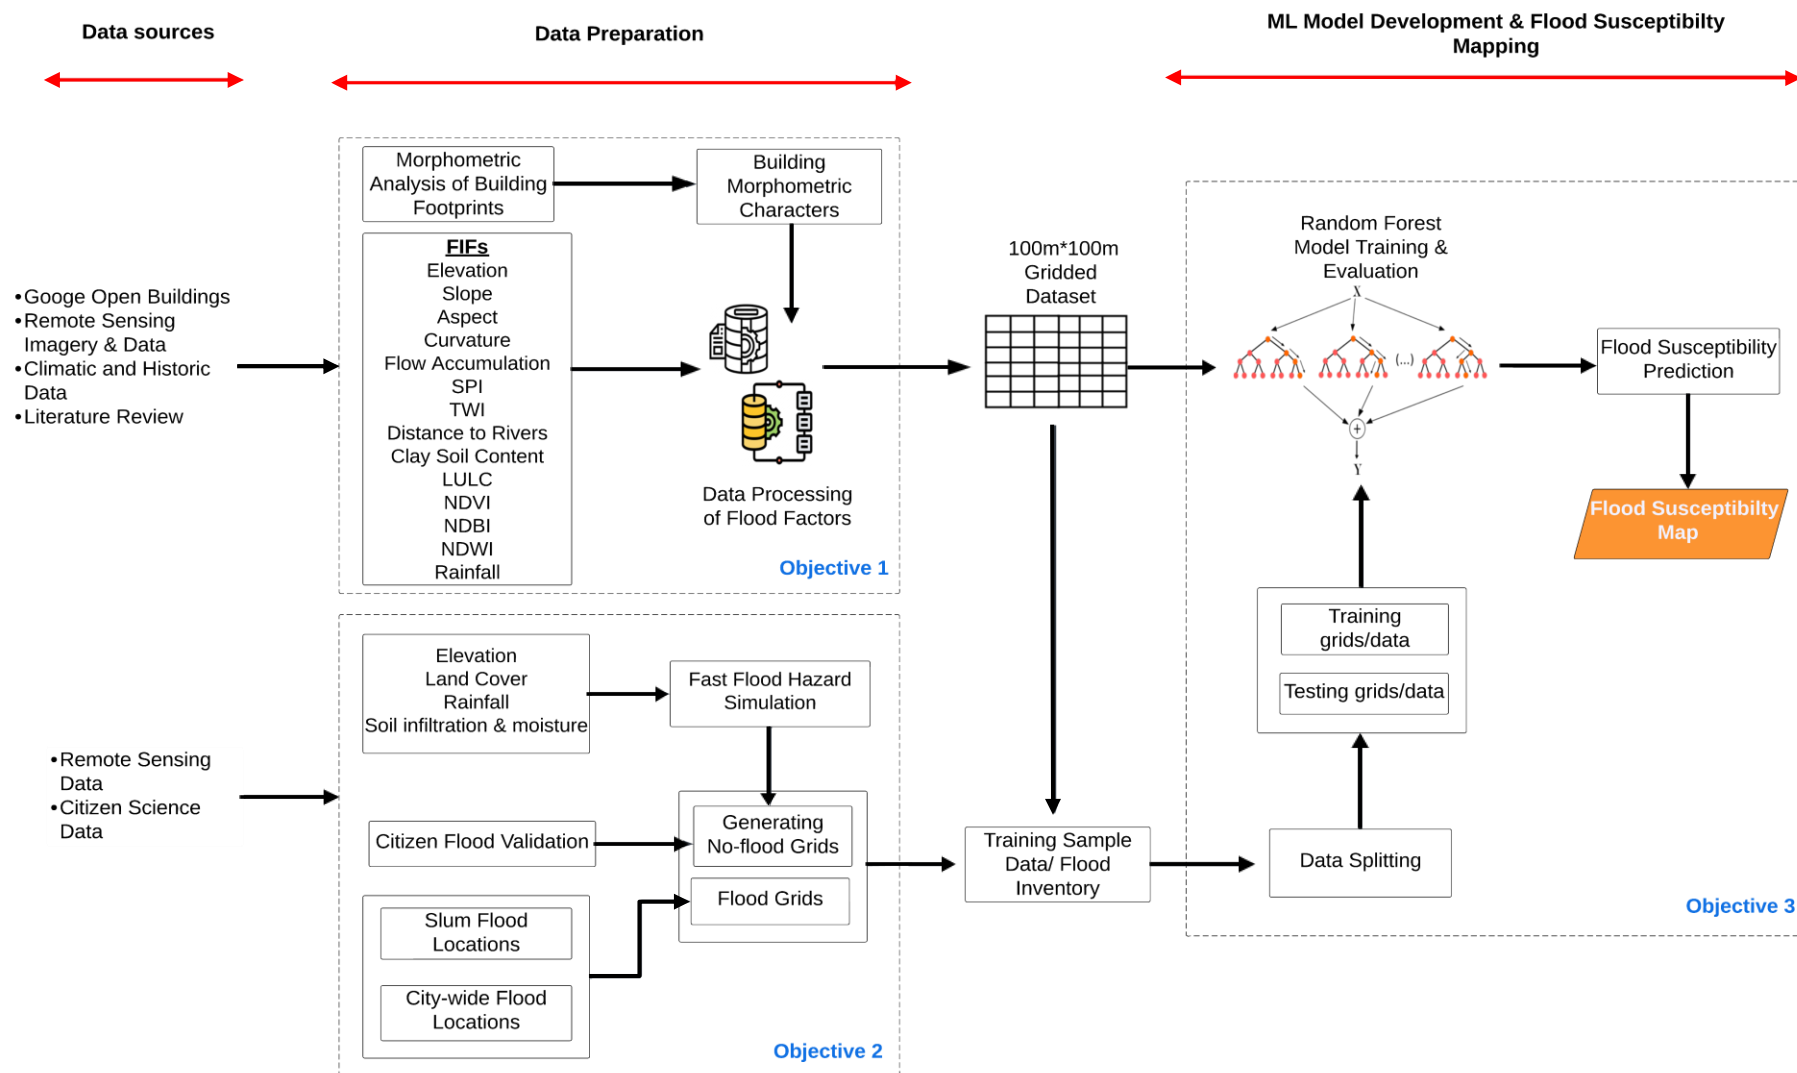 Data sources
Data Preparation
ML Model Development & Flood Susceptibilty
Mapping
•Googe Open Buildings
•Remote Sensing
Imagery & Data
•Climatic and Historic
Data
•Literature Review
Morphometric
Analysis of Building
Footprints
Building
Morphometric
Characters
FIFs
Elevation
Slope
Aspect
Curvature
Flow Accumulation
SPI
TWI
Distance to Rivers
Clay Soil Content
LULC
NDVI
NDBI
NDWI
Rainfall
Data Processing
of Flood Factors
Objective 1
100m*100m
Gridded
Dataset
Random Forest
Model Training &
Evaluation
X
(...)
+
Y
Flood Susceptibility
Prediction
Flood Susceptibilty
Map
Training
grids/data
Testing grids/data
Data Splitting
Objective 3
•Remote Sensing
Data
•Citizen Science
Data
Elevation
Land Cover
Rainfall
Soil infiltration & moisture
Fast Flood Hazard
Simulation
Citizen Flood Validation
Generating
No-flood Grids
Flood Grids
Slum Flood
Locations
City-wide Flood
Locations
Objective 2
Training Sample
Data/ Flood
Inventory